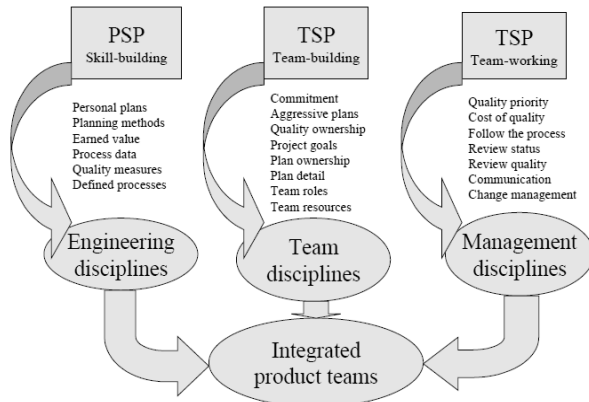 PSP
Skill-building
TSP
Team-building
TSP
Team-working
Personal plans
Planning methods
Earned value
Process data
Quality measures
Defined processes
Commitment
Aggressive plans
Quality ownership
Project goals
Plan ownership
Plan detail
Team roles
Team resources
Quality priority
Cost of quality
Follow the process
Review status
Review quality
Communication
Change management
Engineering
disciplines
Team
disciplines
Management
disciplines
Integrated
product teams